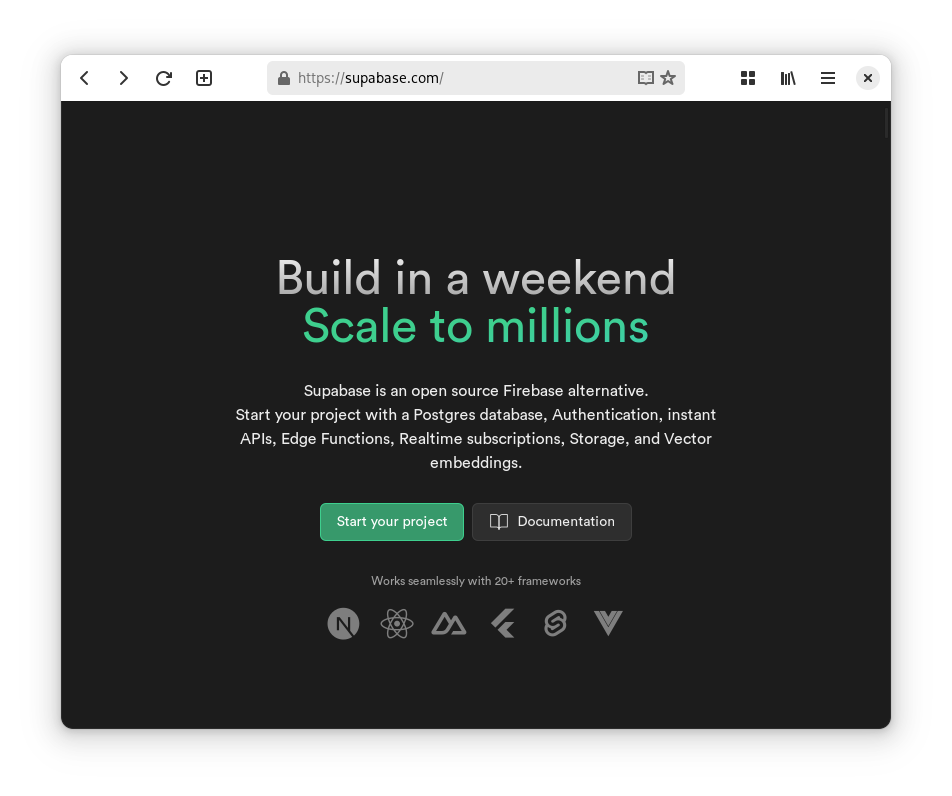 https://supabase.com/
Build in a weekend
Scale to millions
Supabase is an open source Firebase alternative.
Start your project with a Postgres database, Authentication, instant
APIs, Edge Functions, Realtime subscriptions, Storage, and Vector
embeddings.
Start your project
Documentation
Works seamlessly with 20+ frameworks